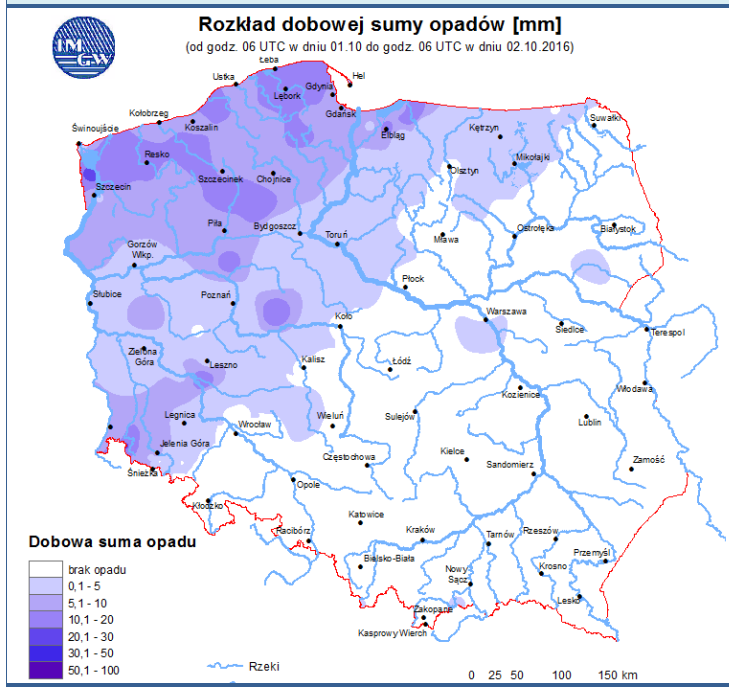 Rozkład dobowej sumy opadów [mm]
(od godz. 06 UTC w dniu 01.10 do godz. 06 UTC w dniu 02.10.2016)
IM
GW
Łeba
Ustka
Hel
Lębork
Gdynia
Kołobrzeg
Koszalin
Gdańsk
Świnoujście
Elbląg
Kętrzyn
Suwałki
Resko
Mikołajki
Olsztyn
Szczecin
Szczecinek
Chojnice
Piła
Bydgoszcz
Toruń
Mława
Ostrołęka
Białystok
Gorzów
Wlkp.
Płock
Słubice
Poznań
Koło
Warszawa
Siedlce
Terespol
Zielona
Góra
Leszno
Kalisz
Łódź
Włodawa
Kozienice
Legnica
Wrocław
Wieluń
Sulejów
Lublin
Jelenia Góra
Częstochowa
Kielce
Sandomierz
Zamość
Śnieżka
Opole
Kłodzko
Katowice
Racibórz
Kraków
Tarnów
Rzeszów
Przemyśl
Bielsko-Biała
Nowy
Sącz
Krosno
Lesko
Zakopane
Kasprowy Wierch
Dobowa suma opadu
brak opadu
0,1 - 5
5,1 - 10
10,1 - 20
20,1 - 30
30,1 - 50
50,1 - 100
Rzeki
0 25 50 100 150 km